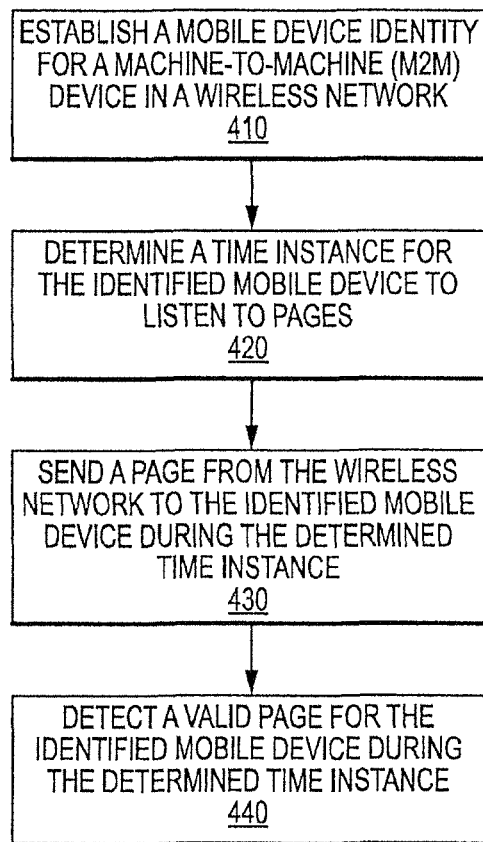 ESTABLISH A MOBILE DEVICE IDENTITY
FOR A MACHINE-TO-MACHINE (M2M)
DEVICE IN A WIRELESS NETWORK
410
DETERMINE A TIME INSTANCE FOR
THE IDENTIFIED MOBILE DEVICE TO
LISTEN TO PAGES
420
SEND A PAGE FROM THE WIRELESS
NETWORK TO THE IDENTIFIED MOBILE
DEVICE DURING THE DETERMINED
TIME INSTANCE
430
DETECT A VALID PAGE FOR THE
IDENTIFIED MOBILE DEVICE DURING
THE DETERMINED TIME INSTANCE
440